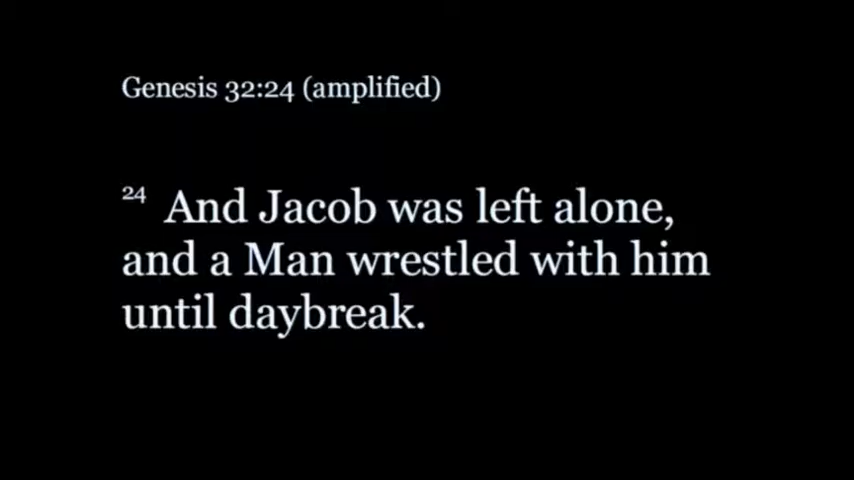 Genesis 32:24 (amplified)
24 And Jacob was left alone,
and a Man wrestled with him
until daybreak.